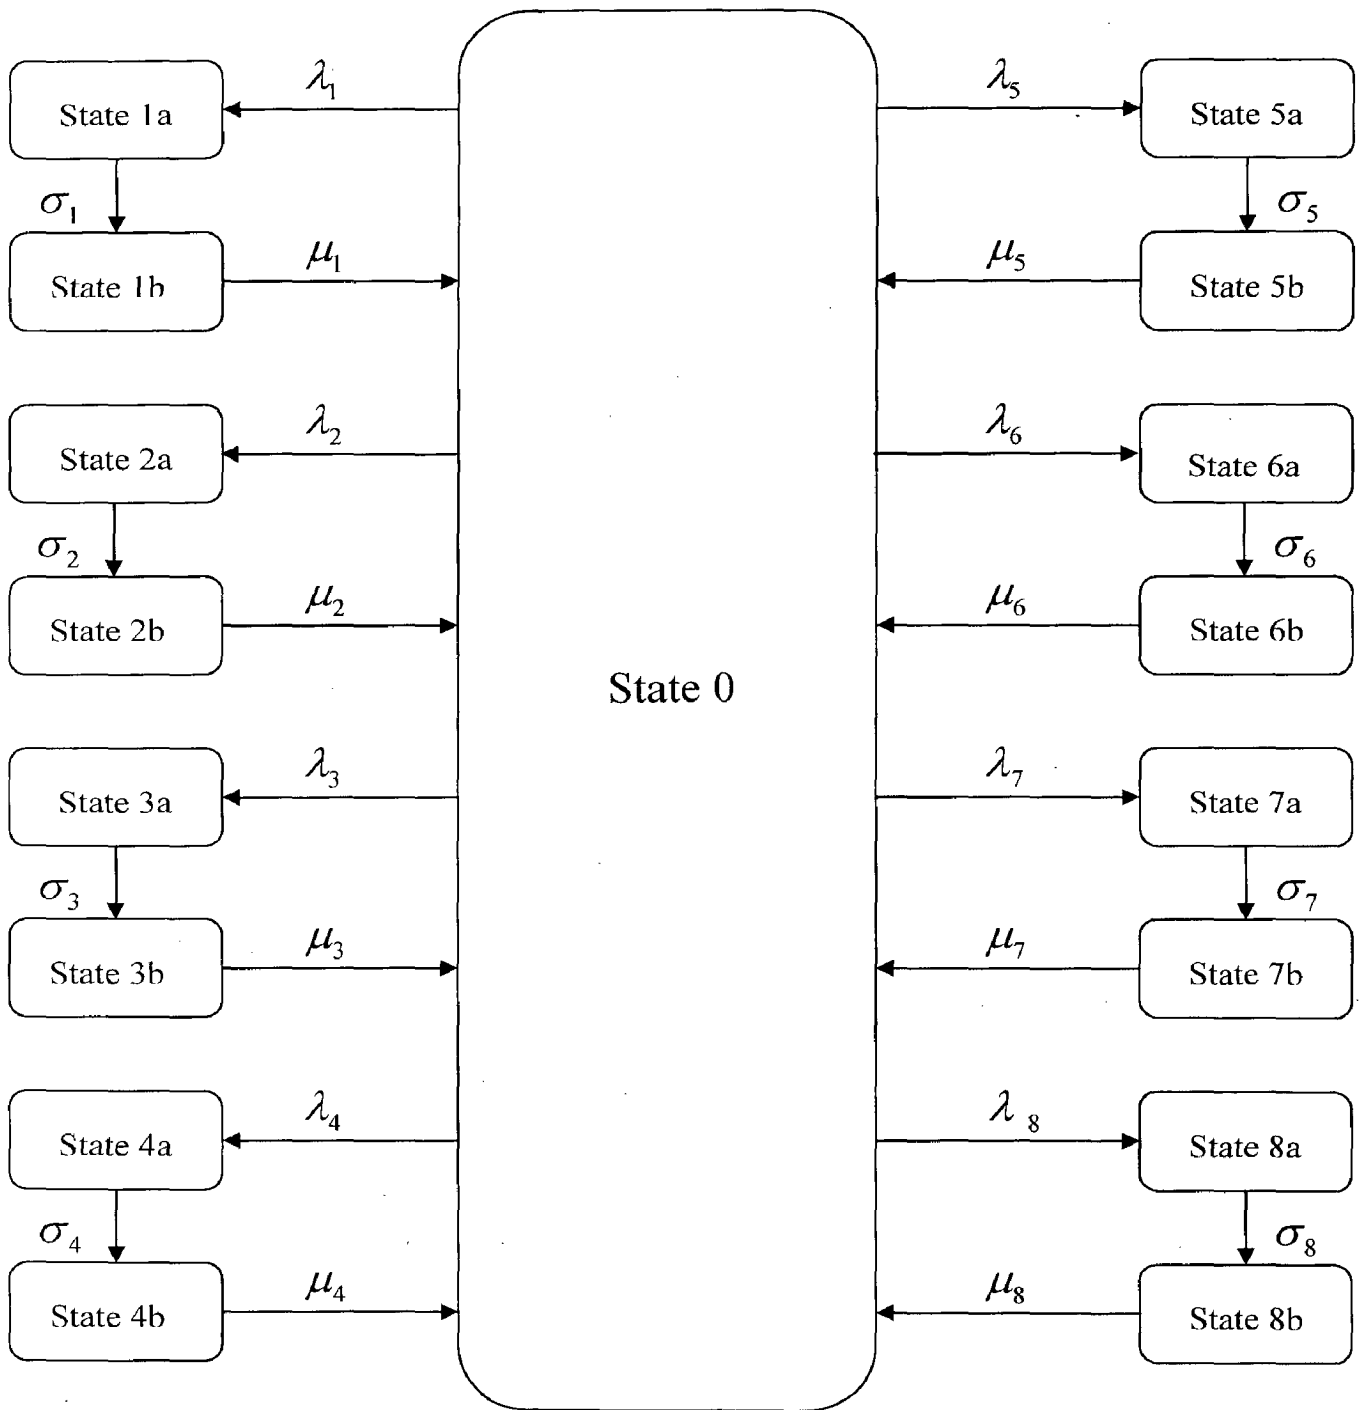 λ₁
λ₅
State 1a
State 5a
σ₁
σ₅
μ₁
μ₅
State 1b
State 5b
λ₂
λ₆
State 2a
State 6a
σ₂
σ₆
μ₂
μ₆
State 2b
State 6b
State 0
λ₃
λ₇
State 3a
State 7a
σ₃
σ₇
μ₃
μ₇
State 3b
State 7b
λ₄
λ₈
State 4a
State 8a
σ₄
σ₈
μ₄
μ₈
State 4b
State 8b